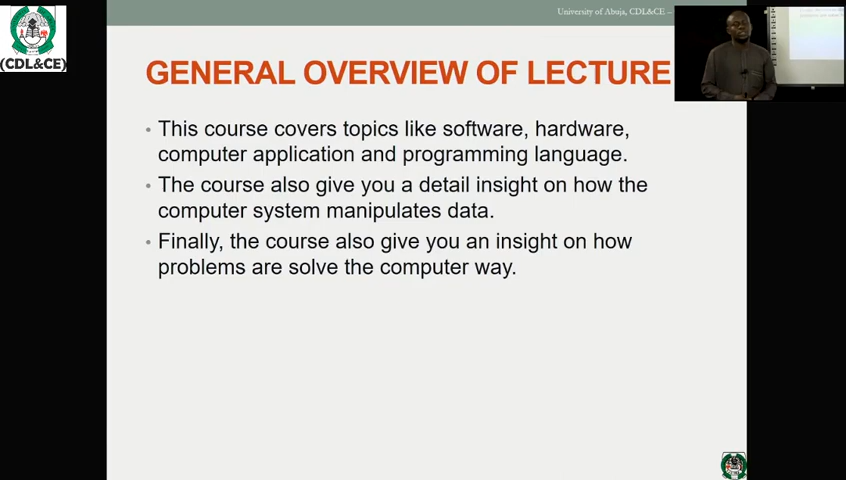 University of Abuja, CDL&CE –
(CDL&CE)
GENERAL OVERVIEW OF LECTURE
• This course covers topics like software, hardware,
computer application and programming language.
• The course also give you a detail insight on how the
computer system manipulates data.
• Finally, the course also give you an insight on how
problems are solve the computer way.